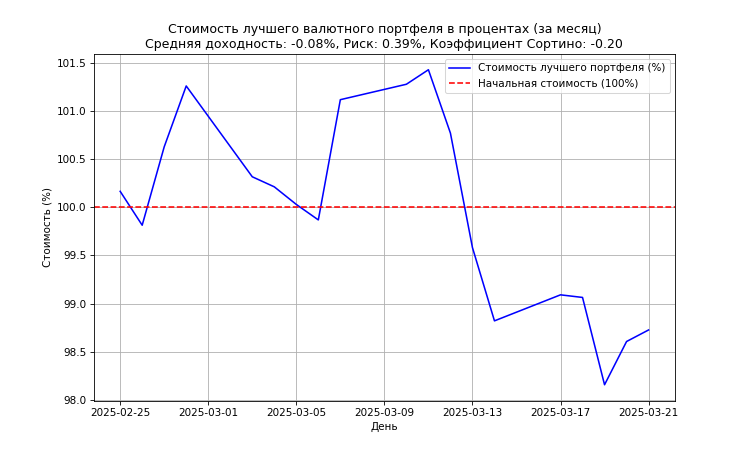 Стоимость лучшего валютного портфеля в процентах (за месяц)
Средняя доходность: -0.08%, Риск: 0.39%, Коэффициент Сортино: -0.20
Стоимость лучшего портфеля (%)
Начальная стоимость (100%)
Стоимость (%)
101.5
101.0
100.5
100.0
99.5
99.0
98.5
98.0
2025-02-25 2025-03-01 2025-03-05 2025-03-09 2025-03-13 2025-03-17 2025-03-21
День